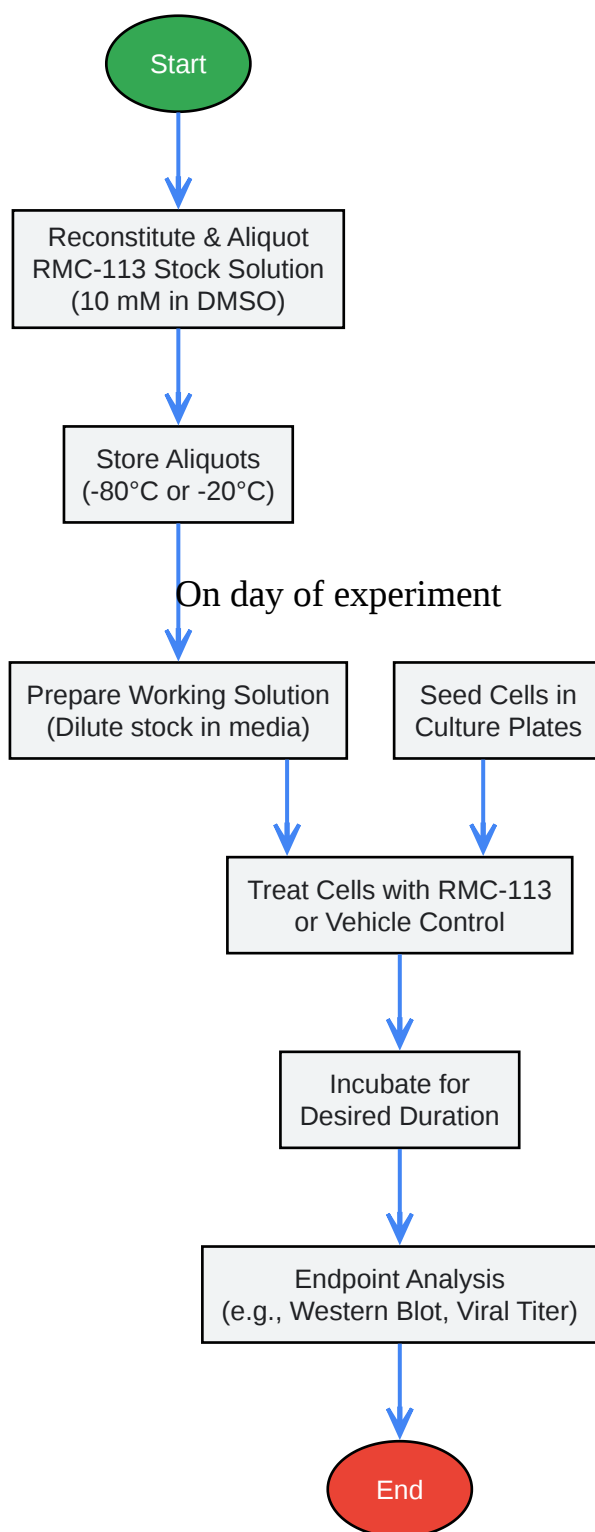 Start
Reconstitute & Aliquot
RMC-113 Stock Solution
(10 mM in DMSO)
Store Aliquots
(-80°C or -20°C)
On day of experiment
Prepare Working Solution
(Dilute stock in media)
Seed Cells in
Culture Plates
Treat Cells with RMC-113
or Vehicle Control
Incubate for
Desired Duration
Endpoint Analysis
(e.g., Western Blot, Viral Titer)
End